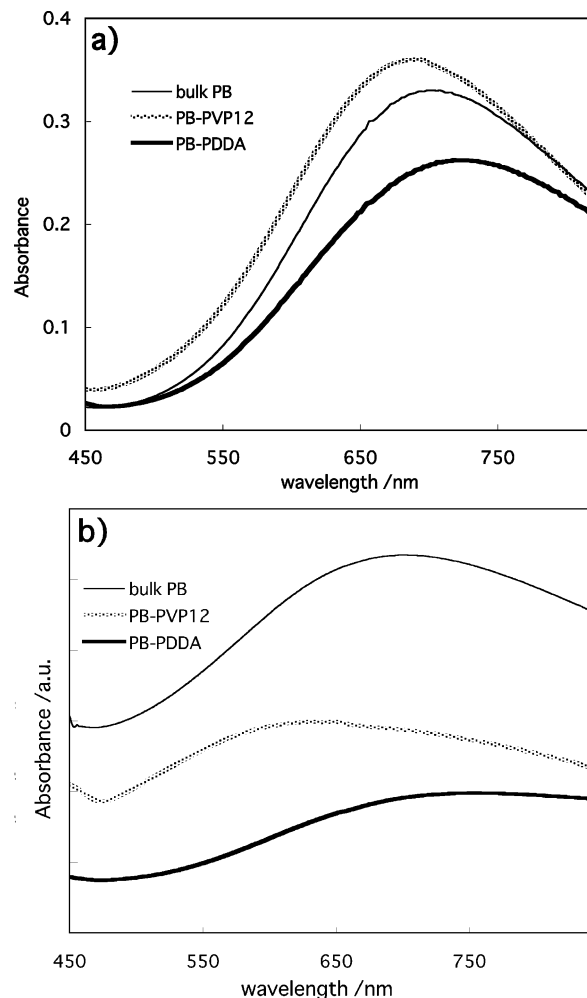 a)
0.4
0.3
0.2
0.1
0
Absorbance
bulk PB
PB-PVP12
PB-PDDA
450
550
650
750
wavelength /nm
b)
bulk PB
PB-PVP12
PB-PDDA
Absorbance /a.u.
450
550
650
750
wavelength /nm